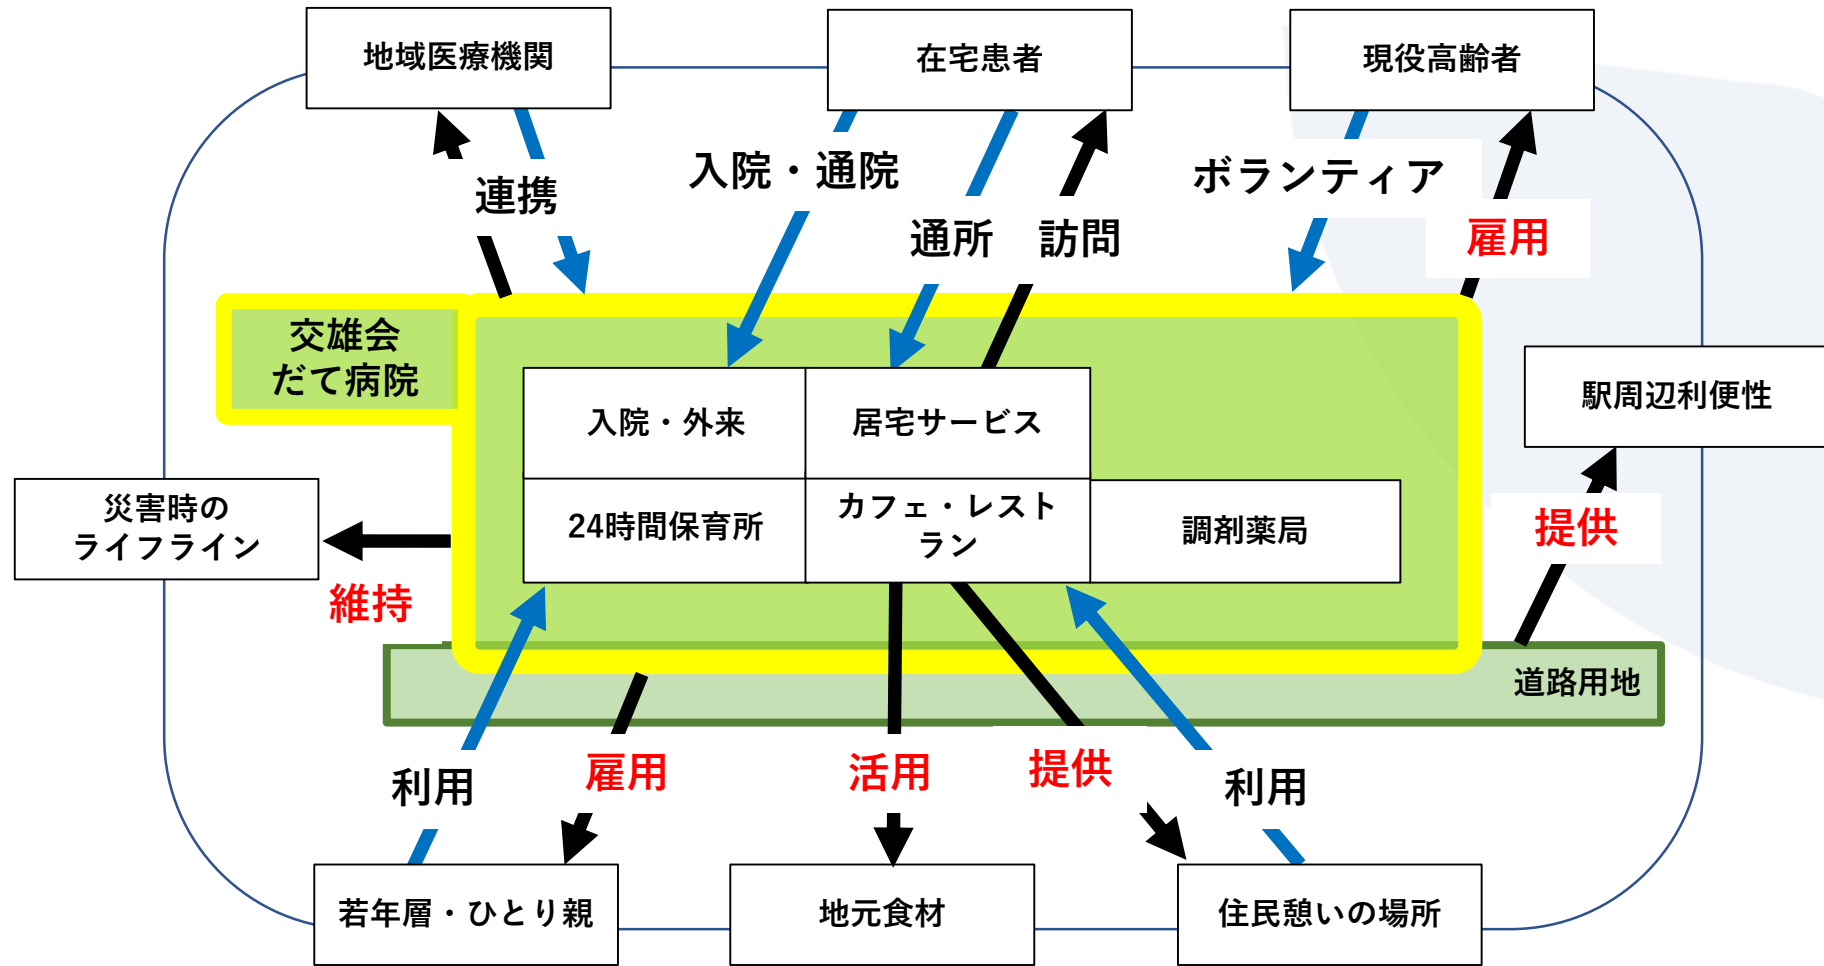 地域医療機関
在宅患者
現役高齢者
連携
入院・通院
通所
訪問
ボランティア
雇用
交雄会
だて病院
入院・外来
居宅サービス
24時間保育所
カフェ・レスト
ラン
調剤薬局
駅周辺利便性
災害時の
ライフライン
維持
提供
道路用地
利用
雇用
活用
提供
利用
若年層・ひとり親
地元食材
住民憩いの場所